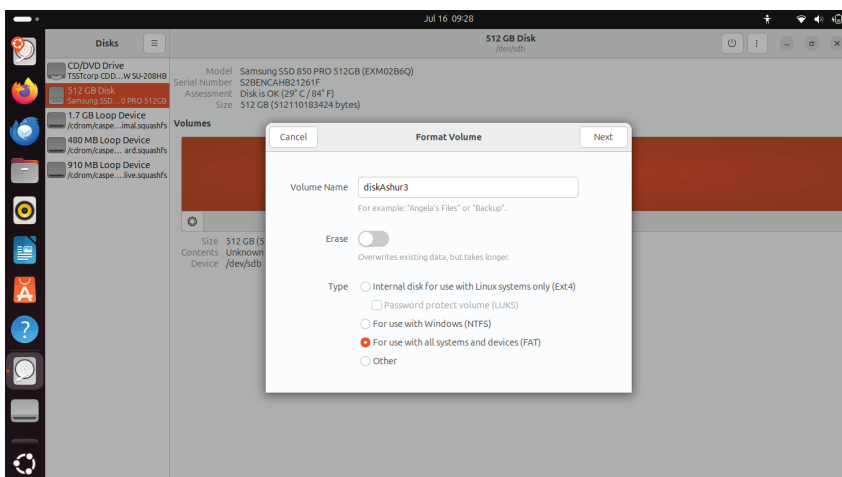 Jul 16 09:28
Disks
512 GB Disk
/dev/sdb
CD/DVD Drive
TSSTcorp CDD...W SU-208HB
512 GB Disk
Samsung SSD...0 PRO 512GB
1.7 GB Loop Device
/cdrom/caspe...imal.squashfs
480 MB Loop Device
/cdrom/caspe... ard.squashfs
910 MB Loop Device
/cdrom/caspe....live.squashfs
Model Samsung SSD 850 PRO 512GB (EXM02B6Q)
Serial Number S2BENCAHB21261F
Assessment Disk is OK (29° C / 84° F)
Size 512 GB (512110183424 bytes)
Volumes
Size 512 GB (5
Contents Unknown
Device /dev/sdb
Cancel
Format Volume
Next
Volume Name diskAshur3
For example: "Angela's Files" or "Backup".
Erase
Overwrites existing data, but takes longer.
Type Internal disk for use with Linux systems only (Ext4)
Password protect volume (LUKS)
For use with Windows (NTFS)
For use with all systems and devices (FAT)
Other